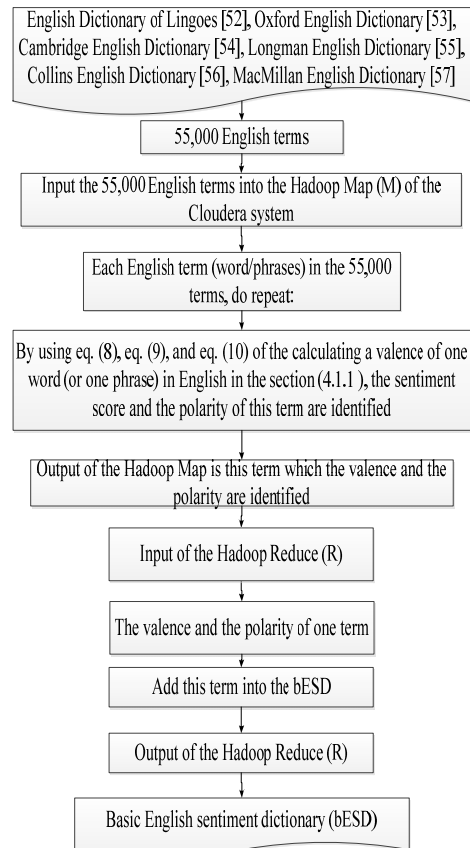 English Dictionary of Lingoes [52], Oxford English Dictionary [53],
Cambridge English Dictionary [54], Longman English Dictionary [55],
Collins English Dictionary [56], MacMillan English Dictionary [57]
55,000 English terms
Input the 55,000 English terms into the Hadoop Map (M) of the
Cloudera system
Each English term (word/phrases) in the 55,000
terms, do repeat:
By using eq. (8), eq. (9), and eq. (10) of the calculating a valence of one
word (or one phrase) in English in the section (4.1.1 ), the sentiment
score and the polarity of this term are identified
Output of the Hadoop Map is this term which the valence and the
polarity are identified
Input of the Hadoop Reduce (R)
The valence and the polarity of one term
Add this term into the bESD
Output of the Hadoop Reduce (R)
Basic English sentiment dictionary (bESD)